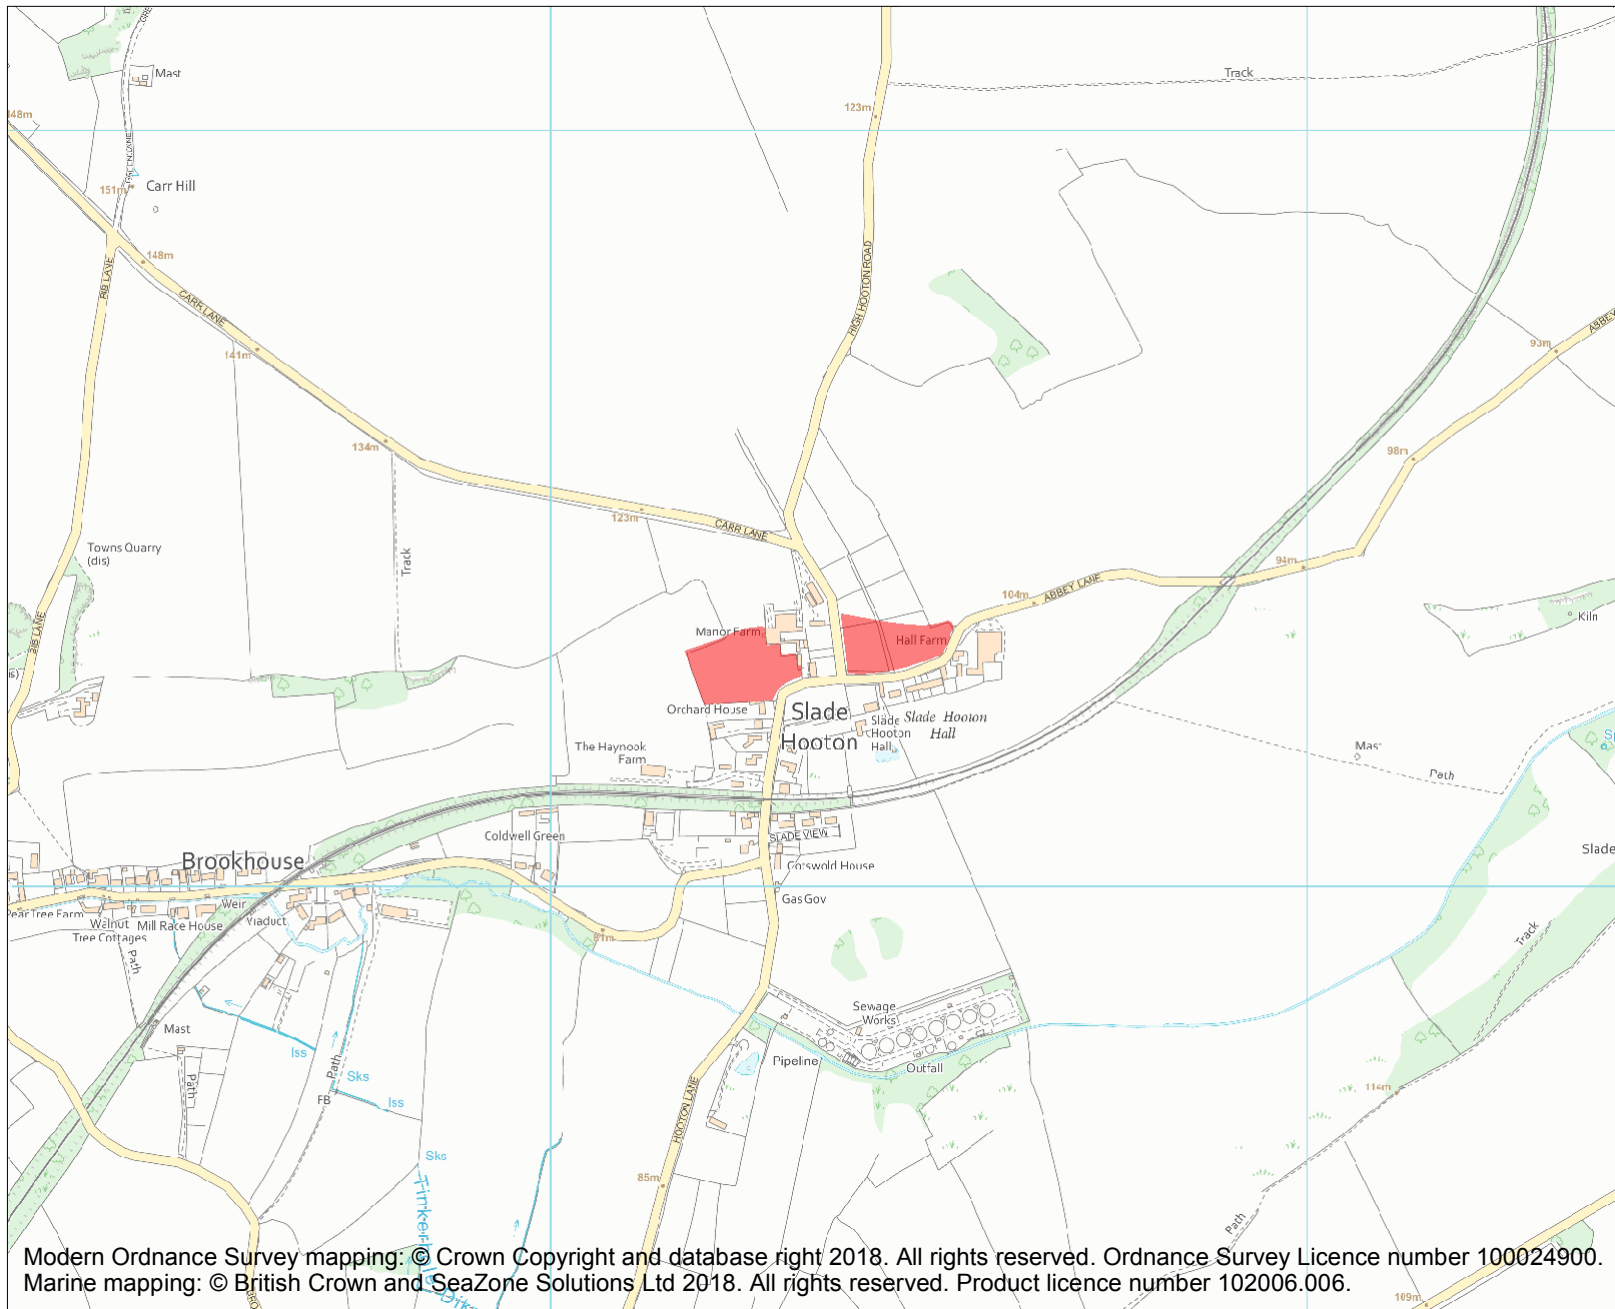 Mast
Track
148m
123m
151m
Carr Hill
148m
CARR LANE
HIGH HOOTON ROAD
141m
93m
134m
98m
123m
CARR LANE
Towns Quarry
(dis)
Track
94m
104m
ABBEY LANE
Kiln
Manor Farm
Hall Farm
Orchard House
Slade
Hooton
Slade
Hooton
Hall
Slade Hooton
Hall
The Haynook
Farm
Path
Coldwell Green
SLADE VIEW
Brookhouse
Cotswold House
Slade
Weir
Gas Gov
Pear Tree Farm
Walnut
Tree Cottages
Mill Race House
Viaduct
Track
Path
Sewage
Works
Mast
Iss
Path
Pipeline
Outfall
Path
Sks
FB
Iss
114m
HOOTON LANE
Sks
85m
Path
Modern Ordnance Survey mapping: © Crown Copyright and database right 2018. All rights reserved. Ordnance Survey Licence number 100024900.
Marine mapping: © British Crown and SeaZone Solutions Ltd 2018. All rights reserved. Product licence number 102006.006.
109m